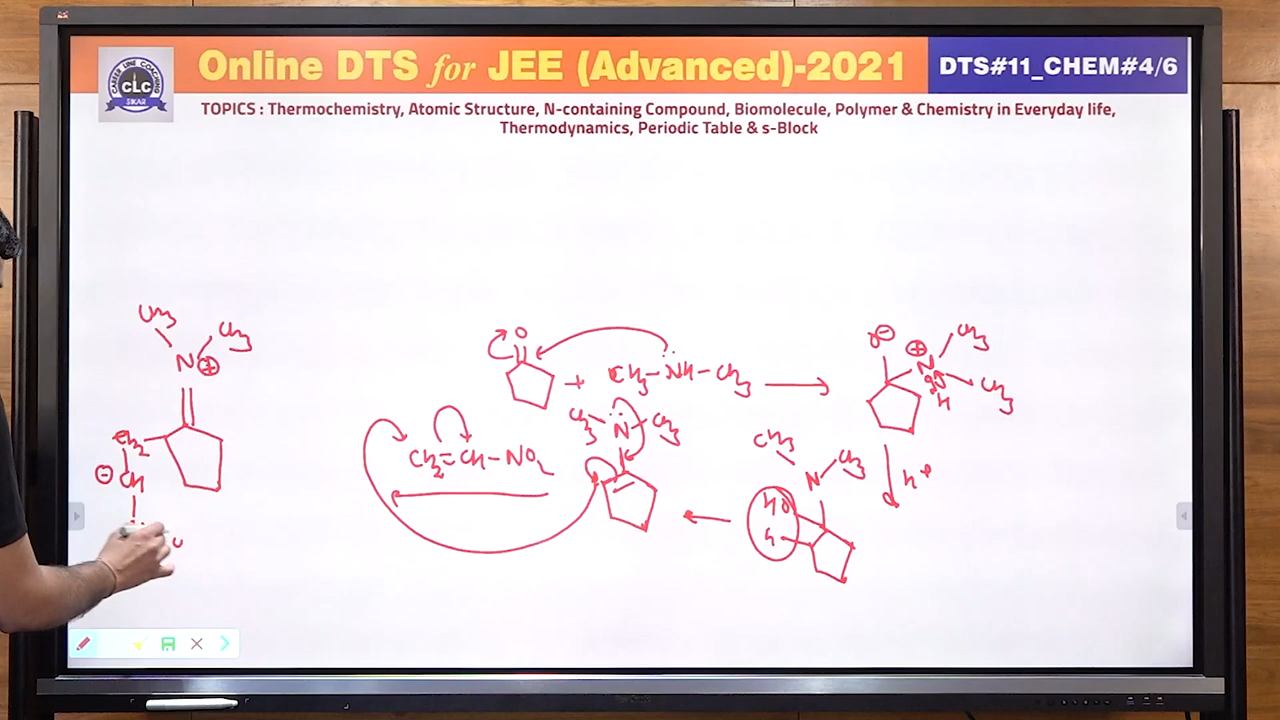 CAREER LINE COACHING
CLC
SIKAR
Online DTS for JEE (Advanced)-2021
DTS#11_CHEM#4/6
TOPICS : Thermochemistry, Atomic Structure, N-containing Compound, Biomolecule, Polymer & Chemistry in Everyday life,
Thermodynamics, Periodic Table & s-Block
O
+ CH3-NH-CH3
O⊖
⊕
N
CH3
CH3
H
H⊕
CH3
N
CH3
HO
H
CH3
N
CH3
CH2=CH-NO2
CH3
CH3
N⊕
CH2
⊖CH